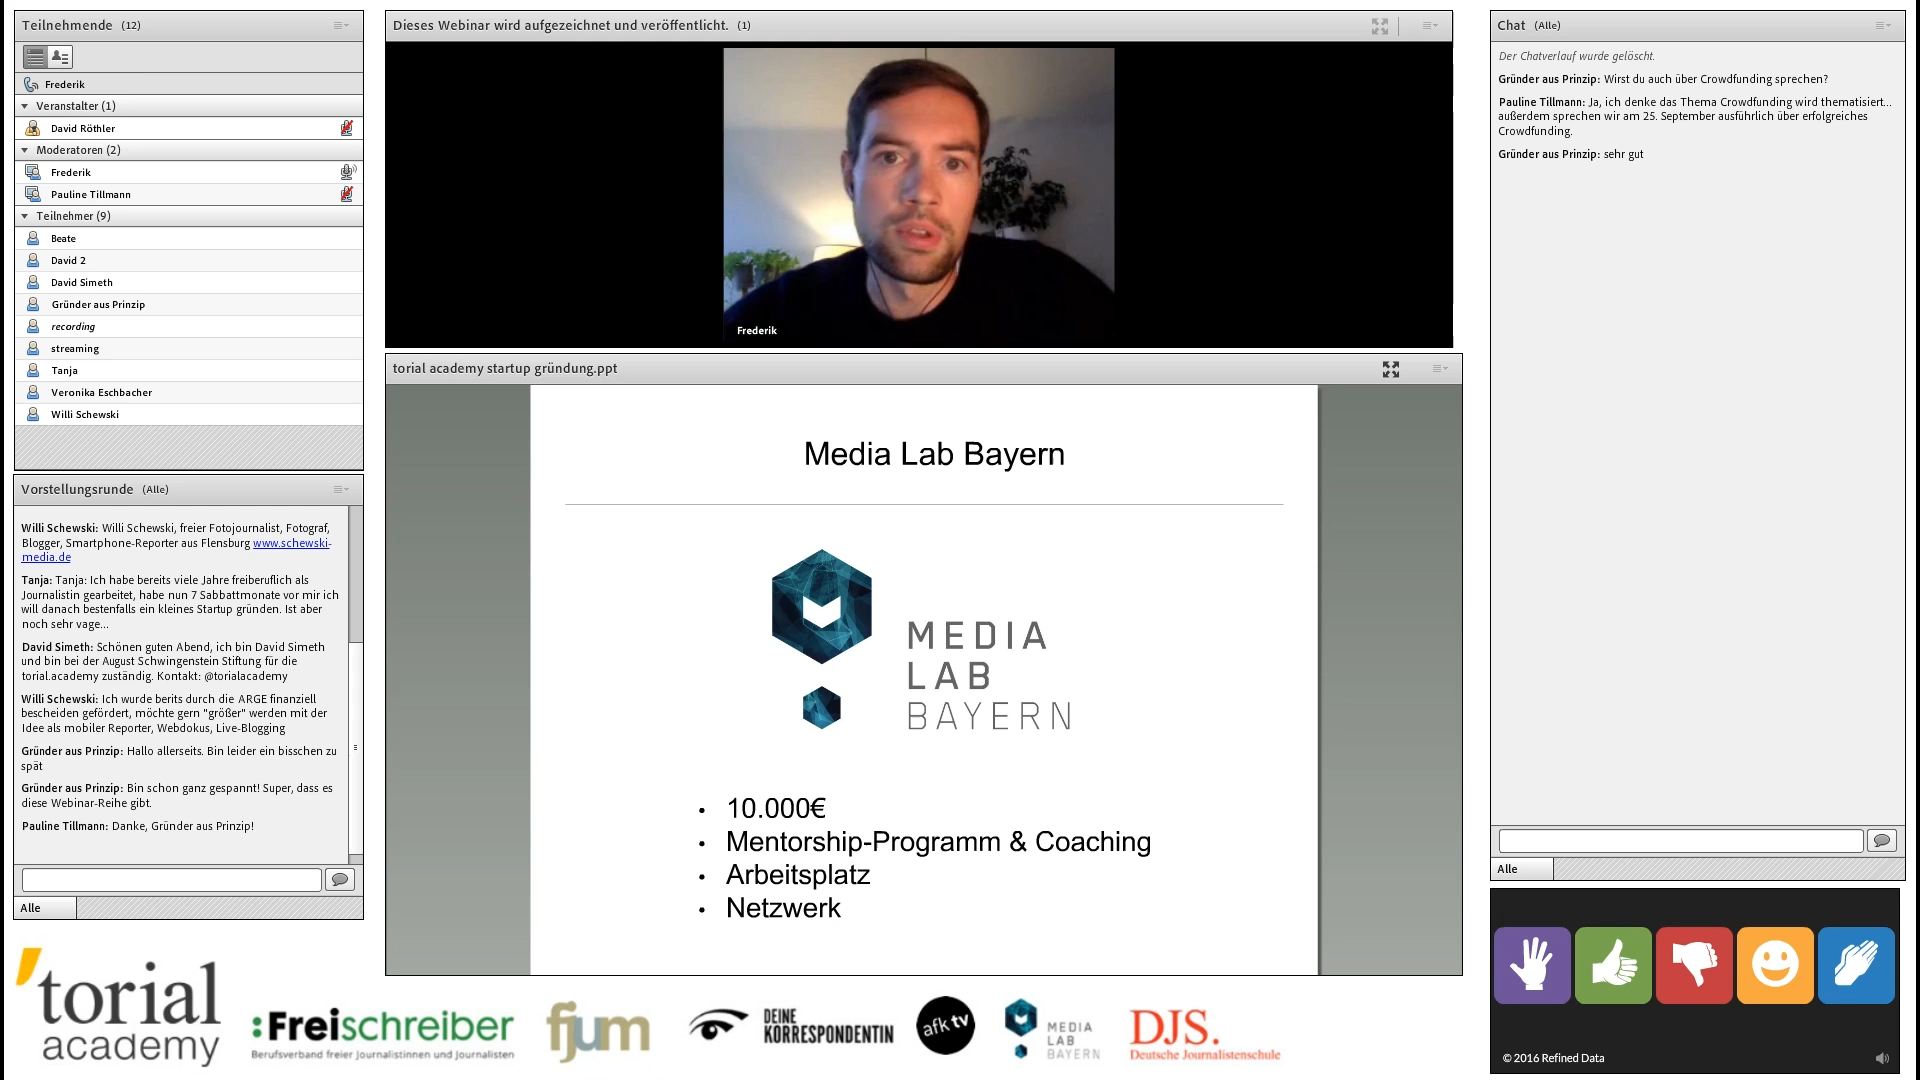 Teilnehmende (12)
Frederik
Veranstalter (1)
David Röthler
Moderatoren (2)
Frederik
Pauline Tillmann
Teilnehmer (9)
Beate
David 2
David Simeth
Gründer aus Prinzip
recording
streaming
Tanja
Veronika Eschbacher
Willi Schewski
Vorstellungsrunde (Alle)
Willi Schewski: Willi Schewski, freier Fotojournalist, Fotograf,
Blogger, Smartphone-Reporter aus Flensburg www.schewski-
media.de
Tanja: Tanja: Ich habe bereits viele Jahre freiberuflich als
Journalistin gearbeitet, habe nun 7 Sabbattmonate vor mir ich
will danach bestenfalls ein kleines Startup gründen. Ist aber
noch sehr vage...
David Simeth: Schönen guten Abend, ich bin David Simeth
und bin bei der August Schwingenstein Stiftung für die
torial.academy zuständig. Kontakt: @torialacademy
Willi Schewski: Ich wurde berits durch die ARGE finanziell
bescheiden gefördert, möchte gern "größer" werden mit der
Idee als mobiler Reporter, Webdokus, Live-Blogging
Gründer aus Prinzip: Hallo allerseits. Bin leider ein bisschen zu
spät
Gründer aus Prinzip: Bin schon ganz gespannt! Super, dass es
diese Webinar-Reihe gibt.
Pauline Tillmann: Danke, Gründer aus Prinzip!
Alle
Dieses Webinar wird aufgezeichnet und veröffentlicht. (1)
Frederik
torial academy startup gründung.ppt
Media Lab Bayern
MEDIA
LAB
BAYERN
• 10.000€
• Mentorship-Programm & Coaching
• Arbeitsplatz
• Netzwerk
Chat (Alle)
Der Chatverlauf wurde gelöscht.
Gründer aus Prinzip: Wirst du auch über Crowdfunding sprechen?
Pauline Tillmann: Ja, ich denke das Thema Crowdfunding wird thematisiert...
außerdem sprechen wir am 25. September ausführlich über erfolgreiches
Crowdfunding.
Gründer aus Prinzip: sehr gut
Alle
© 2016 Refined Data
'torial
academy
:Freischreiber
Berufsverband freier Journalistinnen und Journalisten
fjum
DEINE
KORRESPONDENTIN
afk tv
MEDIA
LAB
BAYERN
DJS.
Deutsche Journalistenschule